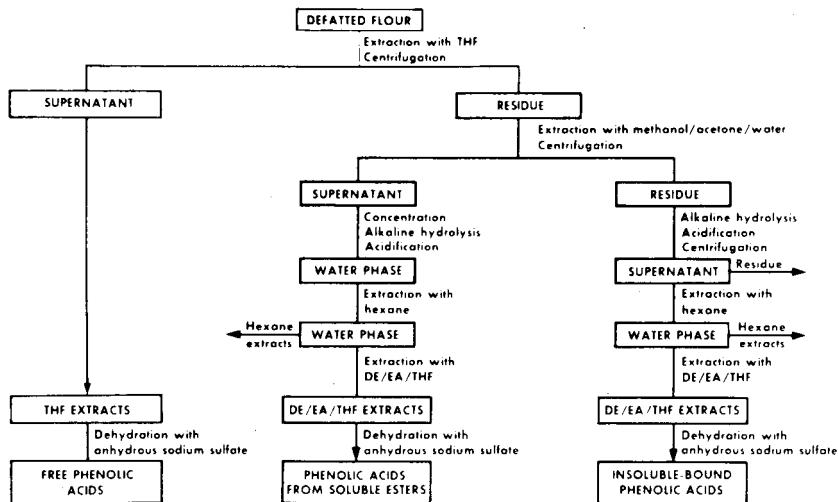 DEFATTED FLOUR
Extraction with THF
Centrifugation
SUPERNATANT
RESIDUE
Extraction with methanol/acetone/water
Centrifugation
SUPERNATANT
RESIDUE
Concentration
Alkaline hydrolysis
Acidification
Alkaline hydrolysis
Acidification
Centrifugation
WATER PHASE
SUPERNATANT
Residue
Extraction with
hexane
Extraction with
hexane
Hexane
extracts
WATER PHASE
WATER PHASE
Hexane
extracts
Extraction with
DE/EA/THF
Extraction with
DE/EA/THF
THF EXTRACTS
DE/EA/THF EXTRACTS
DE/EA/THF EXTRACTS
Dehydration with
anhydrous sodium sulfate
Dehydration with
anhydrous sodium sulfate
Dehydration with
anhydrous sodium sulfate
FREE PHENOLIC
ACIDS
PHENOLIC ACIDS
FROM SOLUBLE ESTERS
INSOLUBLE-BOUND
PHENOLIC ACIDS